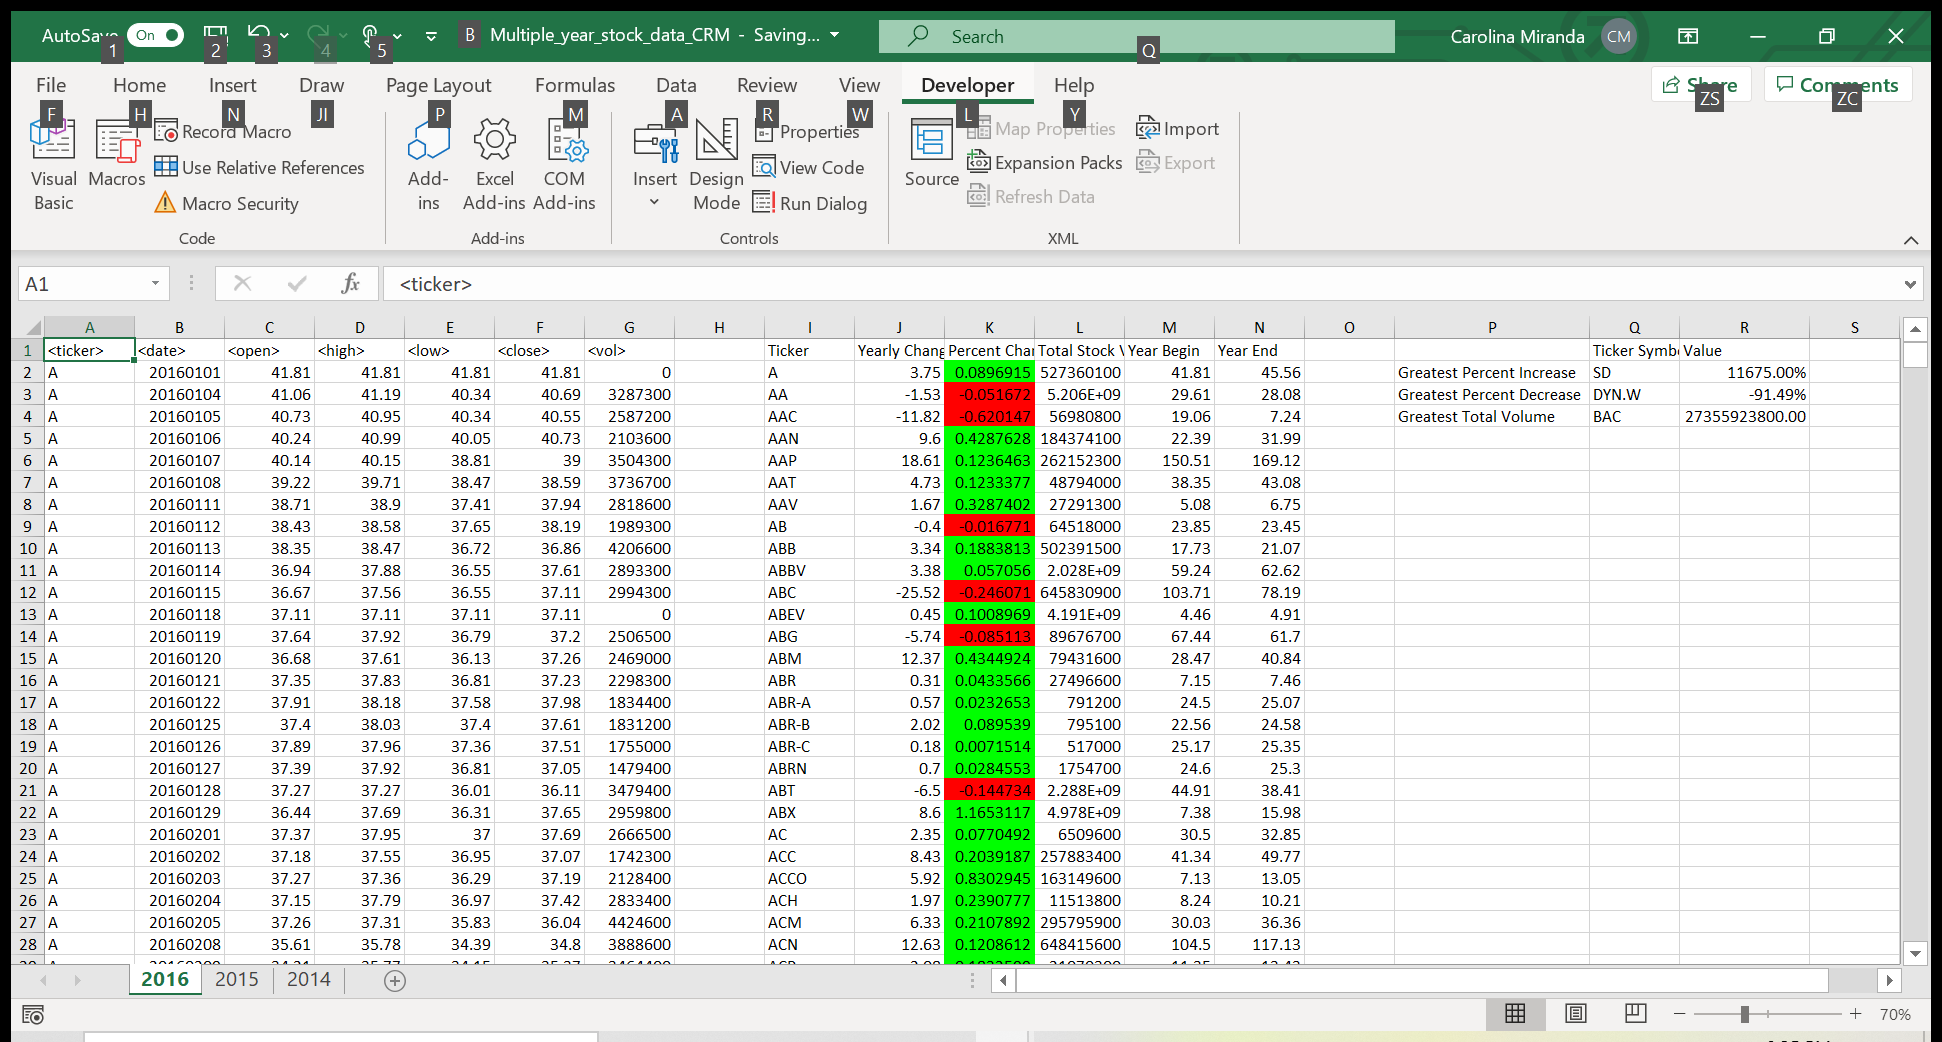 AutoSave On B Multiple_year_stock_data_CRM - Saving... Search Carolina Miranda CM
1 2 3 4 5 Q
File Home Insert Draw Page Layout Formulas Data Review View Developer Help Share Comments
F H N JI P M A R W L Y ZS ZC
Record Macro Properties Map Properties Import
Use Relative References View Code Expansion Packs Export
Visual Basic Macros Add-ins Excel Add-ins COM Add-ins Insert Design Mode Source
Macro Security Run Dialog Refresh Data
Code Add-ins Controls XML
A1 fx <ticker>
A B C D E F G H I J K L M N O P Q R S
1 <ticker> <date> <open> <high> <low> <close> <vol> Ticker Yearly Chang Percent Chan Total Stock V Year Begin Year End Ticker Symb Value
2 A 20160101 41.81 41.81 41.81 41.81 0 A 3.75 0.0896915 527360100 41.81 45.56 Greatest Percent Increase SD 11675.00%
3 A 20160104 41.06 41.19 40.34 40.69 3287300 AA -1.53 -0.051672 5.206E+09 29.61 28.08 Greatest Percent Decrease DYN.W -91.49%
4 A 20160105 40.73 40.95 40.34 40.55 2587200 AAC -11.82 -0.620147 56980800 19.06 7.24 Greatest Total Volume BAC 27355923800.00
5 A 20160106 40.24 40.99 40.05 40.73 2103600 AAN 9.6 0.4287628 184374100 22.39 31.99
6 A 20160107 40.14 40.15 38.81 39 3504300 AAP 18.61 0.1236463 262152300 150.51 169.12
7 A 20160108 39.22 39.71 38.47 38.59 3736700 AAT 4.73 0.1233377 48794000 38.35 43.08
8 A 20160111 38.71 38.9 37.41 37.94 2818600 AAV 1.67 0.3287402 27291300 5.08 6.75
9 A 20160112 38.43 38.58 37.65 38.19 1989300 AB -0.4 -0.016771 64518000 23.85 23.45
10 A 20160113 38.35 38.47 36.72 36.86 4206600 ABB 3.34 0.1883813 502391500 17.73 21.07
11 A 20160114 36.94 37.88 36.55 37.61 2893300 ABBV 3.38 0.057056 2.028E+09 59.24 62.62
12 A 20160115 36.67 37.56 36.55 37.11 2994300 ABC -25.52 -0.246071 645830900 103.71 78.19
13 A 20160118 37.11 37.11 37.11 37.11 0 ABEV 0.45 0.1008969 4.191E+09 4.46 4.91
14 A 20160119 37.64 37.92 36.79 37.2 2506500 ABG -5.74 -0.085113 89676700 67.44 61.7
15 A 20160120 36.68 37.61 36.13 37.26 2469000 ABM 12.37 0.4344924 79431600 28.47 40.84
16 A 20160121 37.35 37.83 36.81 37.23 2298300 ABR 0.31 0.0433566 27496600 7.15 7.46
17 A 20160122 37.91 38.18 37.58 37.98 1834400 ABR-A 0.57 0.0232653 791200 24.5 25.07
18 A 20160125 37.4 38.03 37.4 37.61 1831200 ABR-B 2.02 0.089539 795100 22.56 24.58
19 A 20160126 37.89 37.96 37.36 37.51 1755000 ABR-C 0.18 0.0071514 517000 25.17 25.35
20 A 20160127 37.39 37.92 36.81 37.05 1479400 ABRN 0.7 0.0284553 1754700 24.6 25.3
21 A 20160128 37.27 37.27 36.01 36.11 3479400 ABT -6.5 -0.144734 2.288E+09 44.91 38.41
22 A 20160129 36.44 37.69 36.31 37.65 2959800 ABX 8.6 1.1653117 4.978E+09 7.38 15.98
23 A 20160201 37.37 37.95 37 37.69 2666500 AC 2.35 0.0770492 6509600 30.5 32.85
24 A 20160202 37.18 37.55 36.95 37.07 1742300 ACC 8.43 0.2039187 257883400 41.34 49.77
25 A 20160203 37.27 37.36 36.29 37.19 2128400 ACCO 5.92 0.8302945 163149600 7.13 13.05
26 A 20160204 37.15 37.79 36.97 37.42 2833400 ACH 1.97 0.2390777 11513800 8.24 10.21
27 A 20160205 37.26 37.31 35.83 36.04 4424600 ACM 6.33 0.2107892 295795900 30.03 36.36
28 A 20160208 35.61 35.78 34.39 34.8 3888600 ACN 12.63 0.1208612 648415600 104.5 117.13
2016 2015 2014
70%